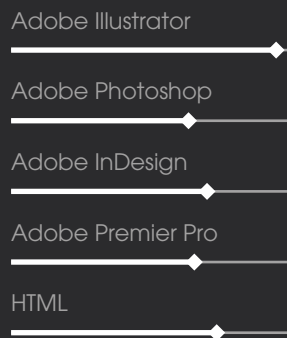 Adobe Illustrator
Adobe Photoshop
Adobe InDesign
Adobe Premier Pro
HTML